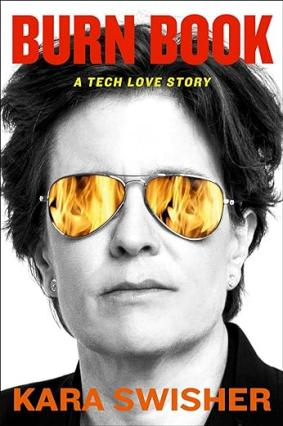 BURN BOOK
A TECH LOVE STORY
KARA SWISHER